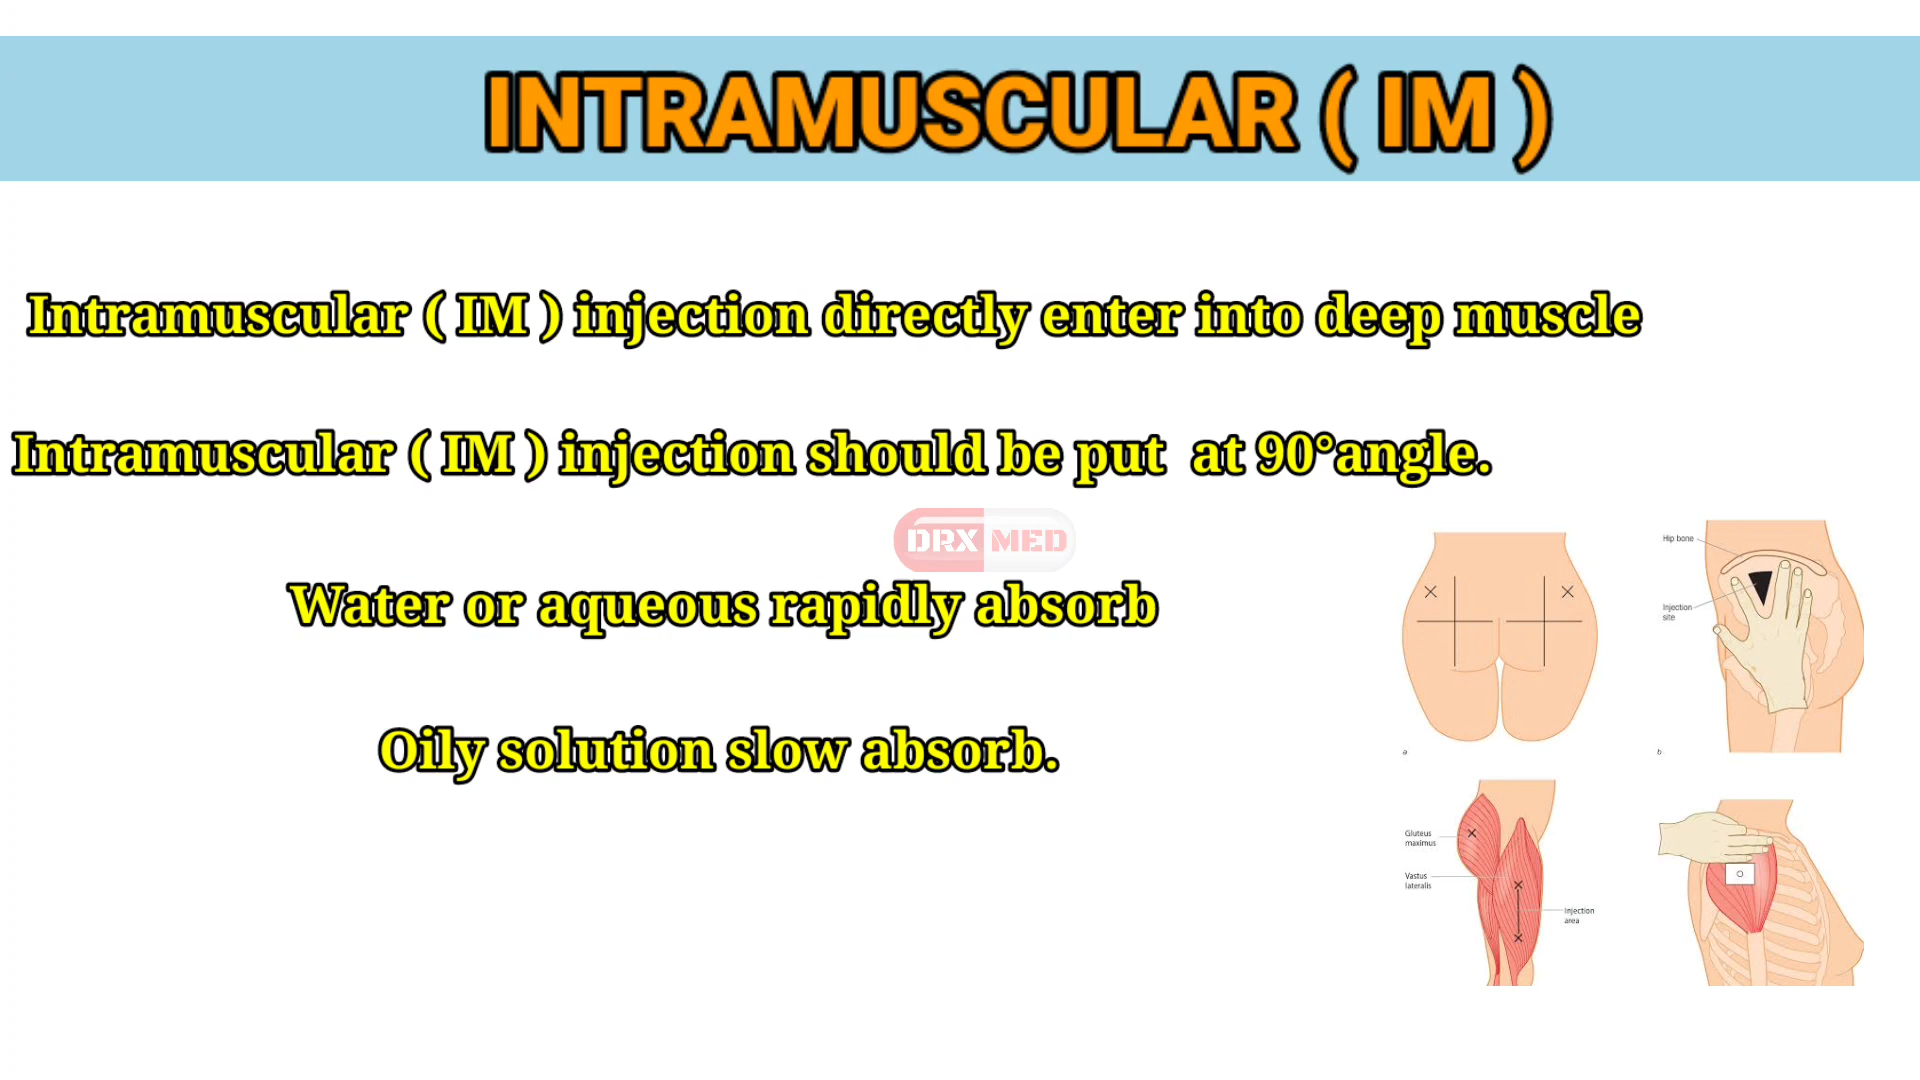 INTRAMUSCULAR ( IM )
Intramuscular ( IM ) injection directly enter into deep muscle
Intramuscular ( IM ) injection should be put at 90°angle.
DRX MED
Water or aqueous rapidly absorb
Oily solution slow absorb.
Hip bone
Injection
site
a
b
Gluteus
maximus
Vastus
lateralis
Injection
area